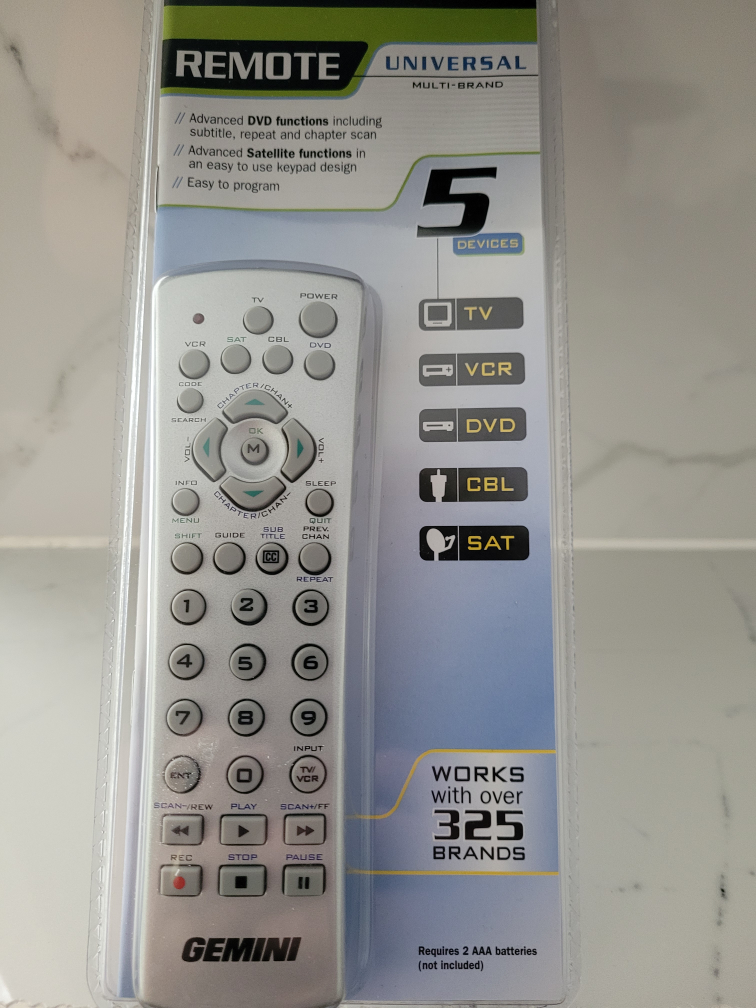 REMOTE
UNIVERSAL
MULTI-BRAND
// Advanced DVD functions including
subtitle, repeat and chapter scan
// Advanced Satellite functions in
an easy to use keypad design
// Easy to program
5
DEVICES
TV
VCR
DVD
CBL
SAT
TV
POWER
VCR
SAT
CBL
DVD
CODE
SEARCH
CHAPTER/CHAN+
VOL-
OK
M
VOL+
CHAPTER/CHAN-
INFO
MENU
SLEEP
QUIT
SHIFT
GUIDE
SUB
TITLE
CC
PREV.
CHAN
REPEAT
1 2 3
4 5 6
7 8 9
INPUT
ENT 0 TV/
VCR
SCAN-/REW PLAY SCAN+/FF
REC STOP PAUSE
GEMINI
WORKS
with over
325
BRANDS
Requires 2 AAA batteries
(not included)